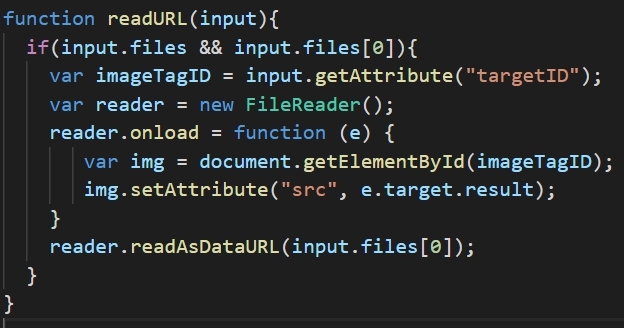 function readURL(input){
  if(input.files && input.files[0]){
    var imageTagID = input.getAttribute("targetID");
    var reader = new FileReader();
    reader.onload = function (e) {
       var img = document.getElementById(imageTagID);
       img.setAttribute("src", e.target.result);
    }
    reader.readAsDataURL(input.files[0]);
  }
}